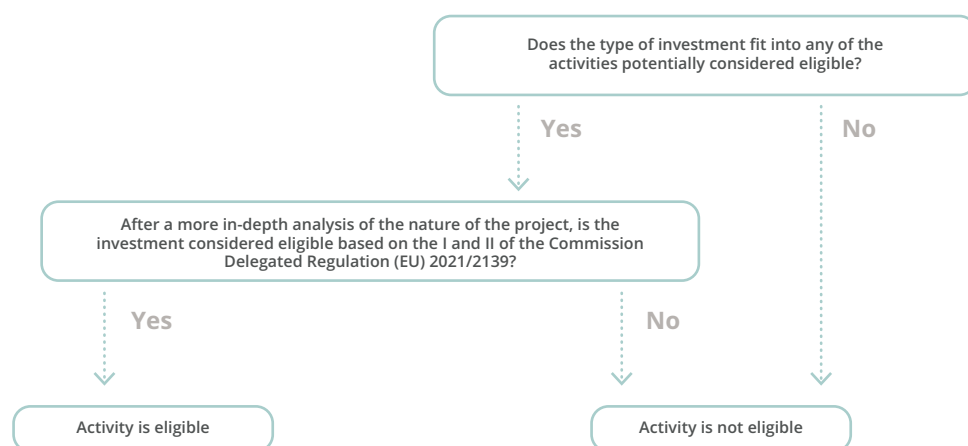 Does the type of investment fit into any of the
activities potentially considered eligible?
Yes
No
After a more in-depth analysis of the nature of the project, is the
investment considered eligible based on the I and II of the Commission
Delegated Regulation (EU) 2021/2139?
Yes
No
Activity is eligible
Activity is not eligible